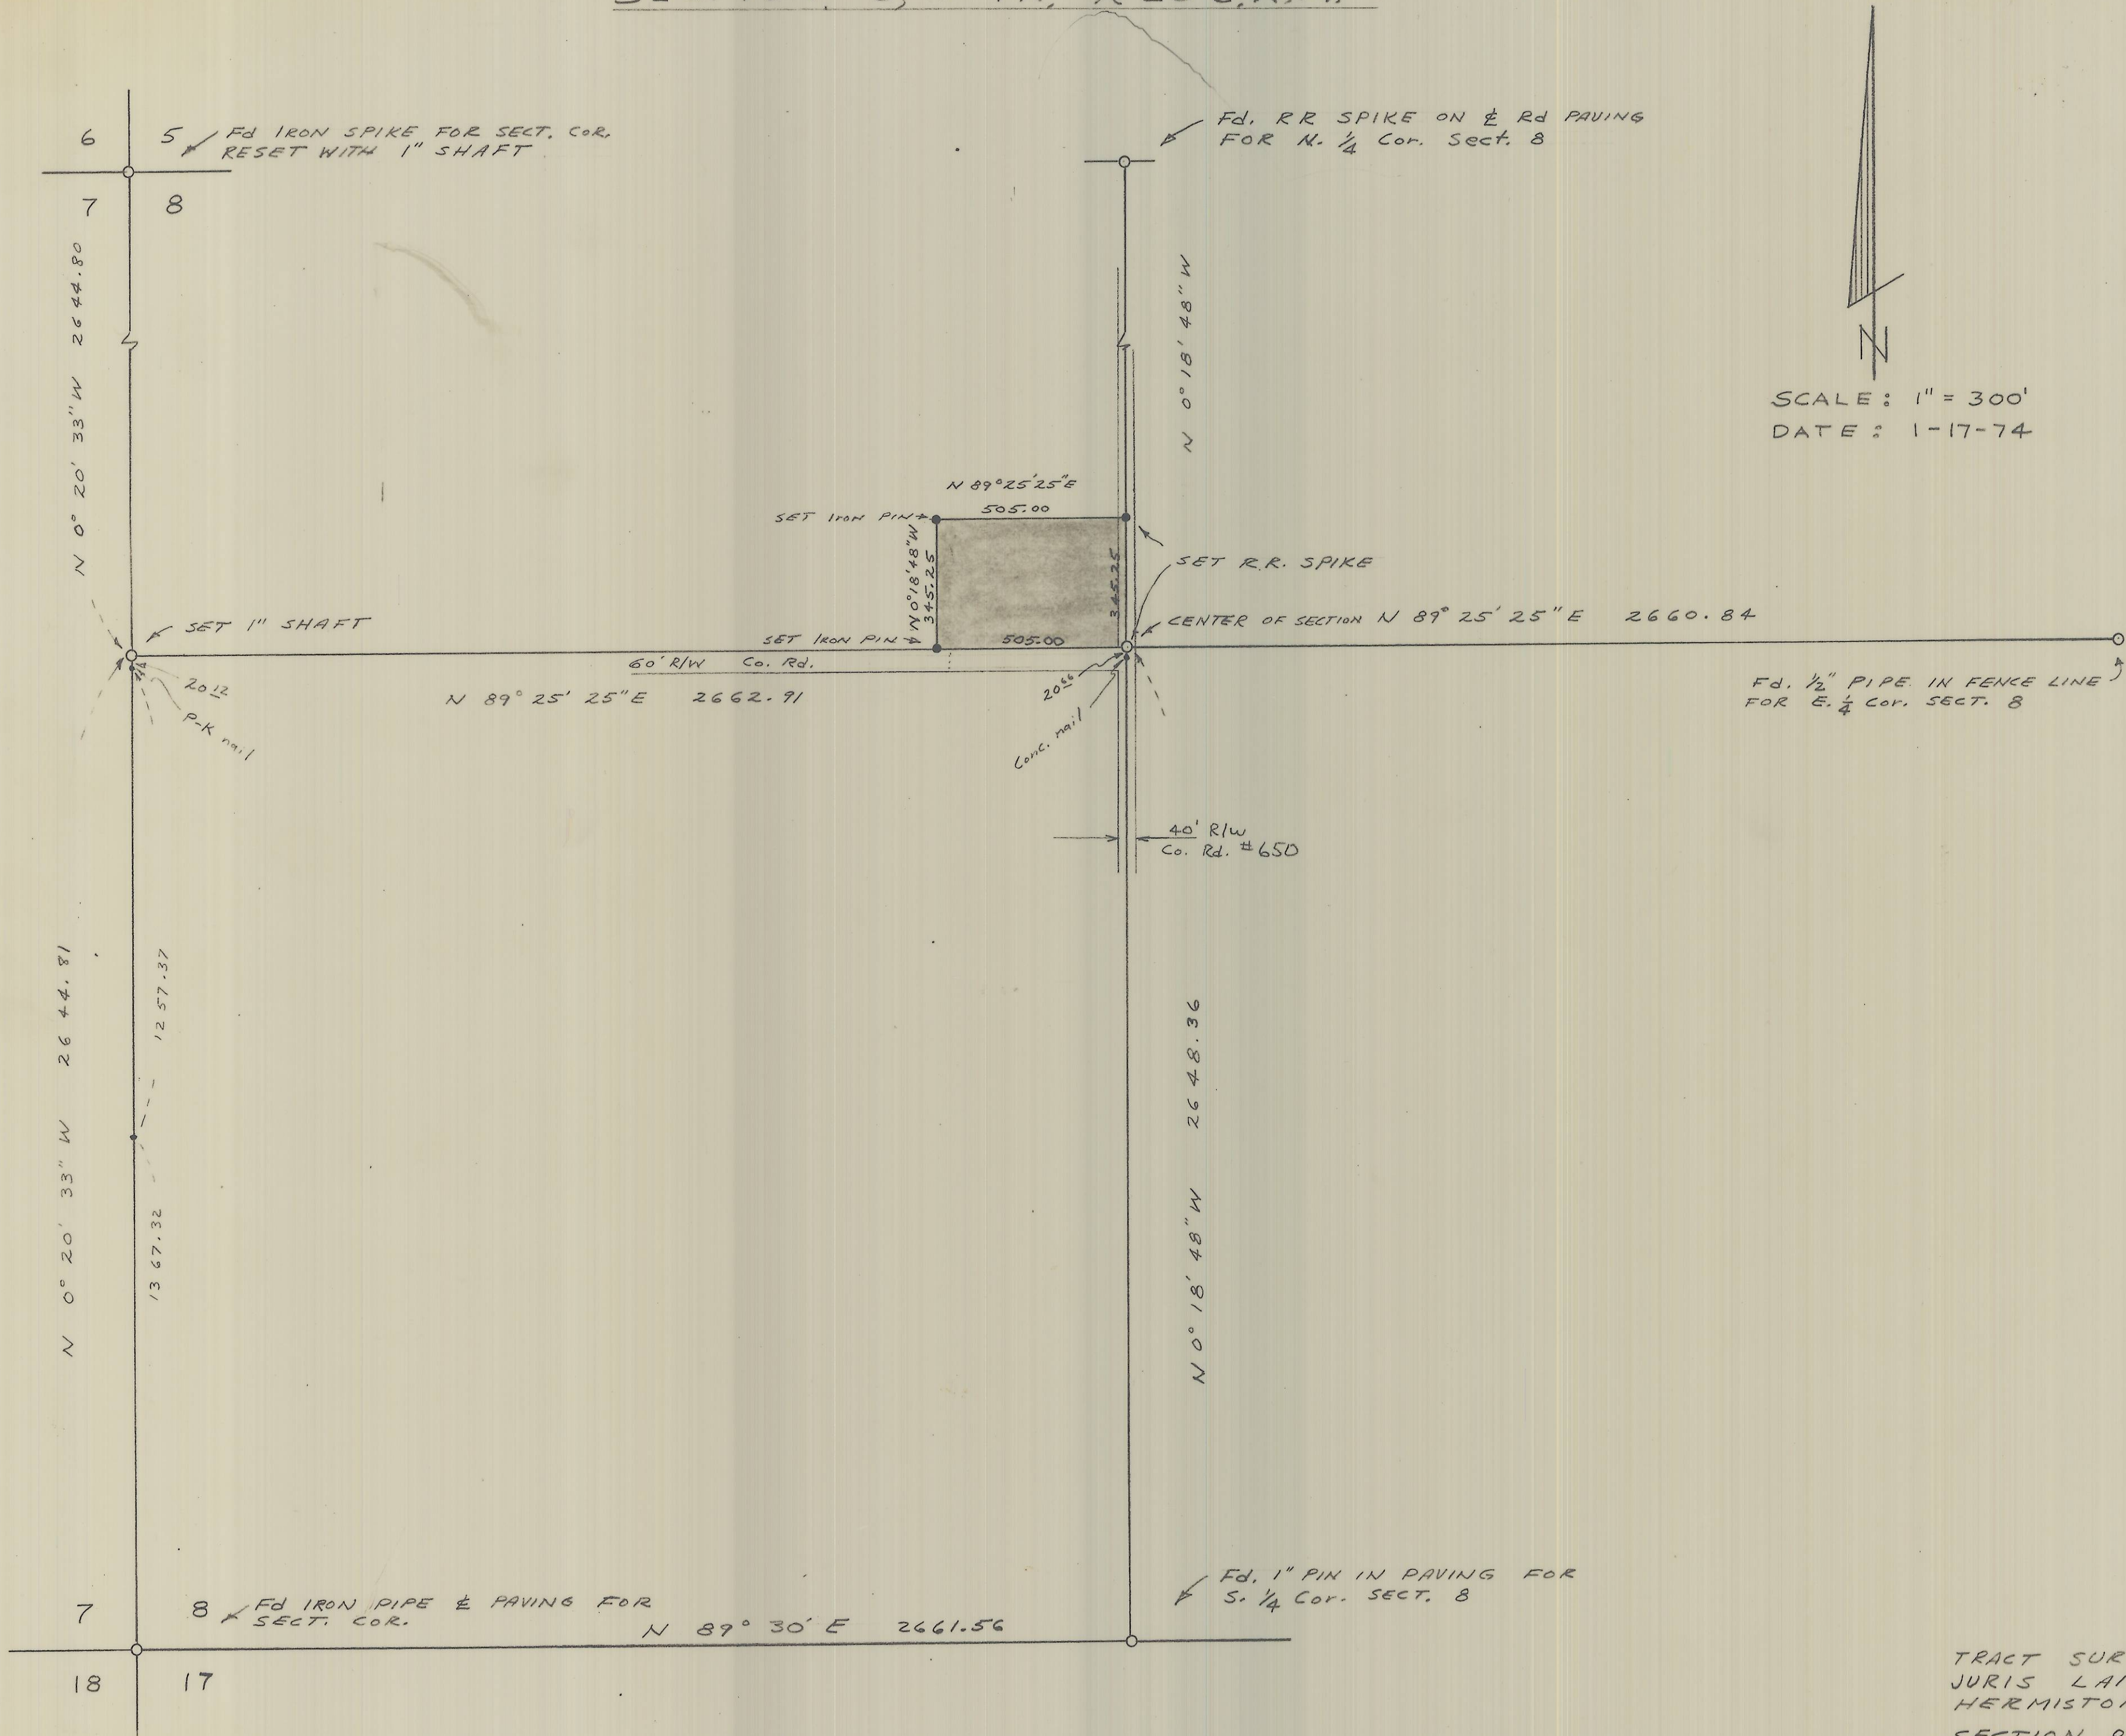 6 5 Fd IRON SPIKE FOR SECT. COR.
RESET WITH 1" SHAFT
7 8
Fd. RR SPIKE ON ℄ Rd PAVING
FOR N. 1/4 Cor. Sect. 8
N 0° 20' 33" W 2644.80
N 0° 18' 48" W
N
SCALE: 1" = 300'
DATE: 1-17-74
N 89°25'25"E
505.00
SET IRON PIN
N 0°18'48"W
345.25
345.25
SET R.R. SPIKE
SET 1" SHAFT
CENTER OF SECTION N 89° 25' 25" E 2660.84
SET IRON PIN
505.00
60' R/W Co. Rd.
N 89° 25' 25" E 2662.91
20.12
P-K nail
20.66
Conc. nail
Fd. 1/2" PIPE IN FENCE LINE
FOR E. 1/4 Cor. SECT. 8
40' R/W
Co. Rd. #650
N 0° 20' 33" W 2644.81
1257.37
1367.32
2648.36
N 0° 18' 48" W
7 8 Fd IRON PIPE ℄ PAVING FOR
SECT. COR.
N 89° 30' E 2661.56
Fd. 1" PIN IN PAVING FOR
S. 1/4 Cor. SECT. 8
18 17
TRACT SUR
JURIS LA
HERMISTO
SECTION